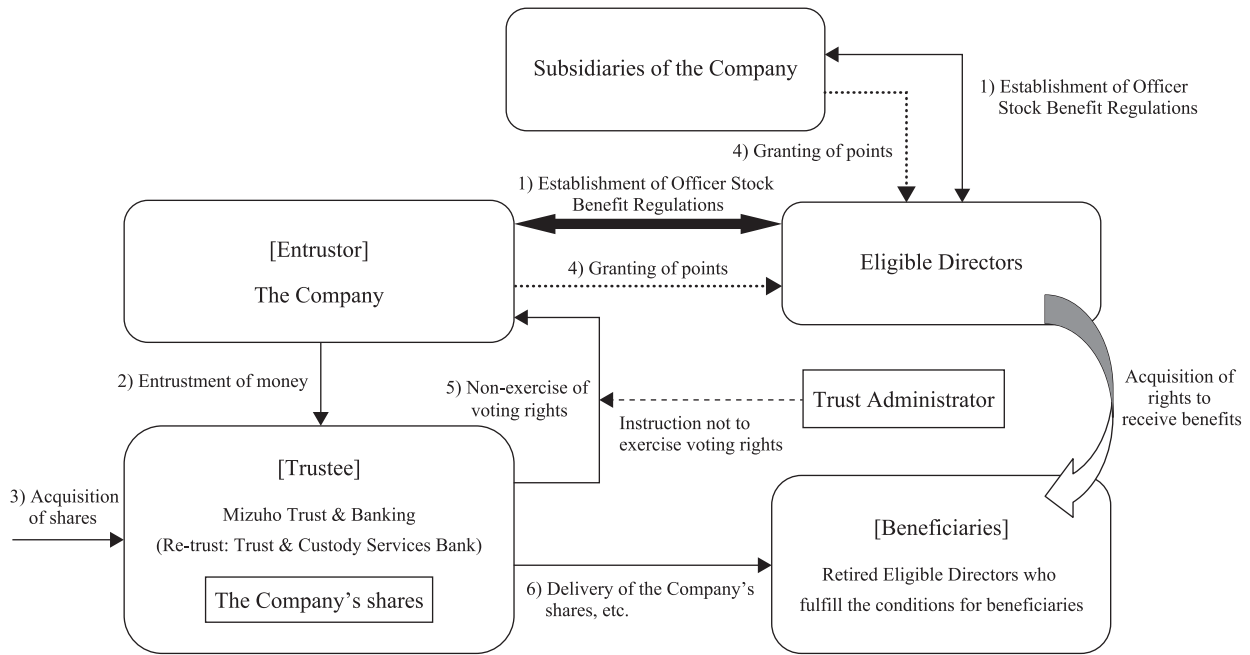 Subsidiaries of the Company
1) Establishment of Officer
Stock Benefit Regulations
4) Granting of points
1) Establishment of Officer Stock
Benefit Regulations
[Entrustor]
The Company
4) Granting of points
Eligible Directors
2) Entrustment of money
5) Non-exercise of
voting rights
Instruction not to
exercise voting rights
Trust Administrator
Acquisition of
rights to
receive benefits
3) Acquisition
of shares
[Trustee]
Mizuho Trust & Banking
(Re-trust: Trust & Custody Services Bank)
The Company’s shares
6) Delivery of the Company’s
shares, etc.
[Beneficiaries]
Retired Eligible Directors who
fulfill the conditions for beneficiaries